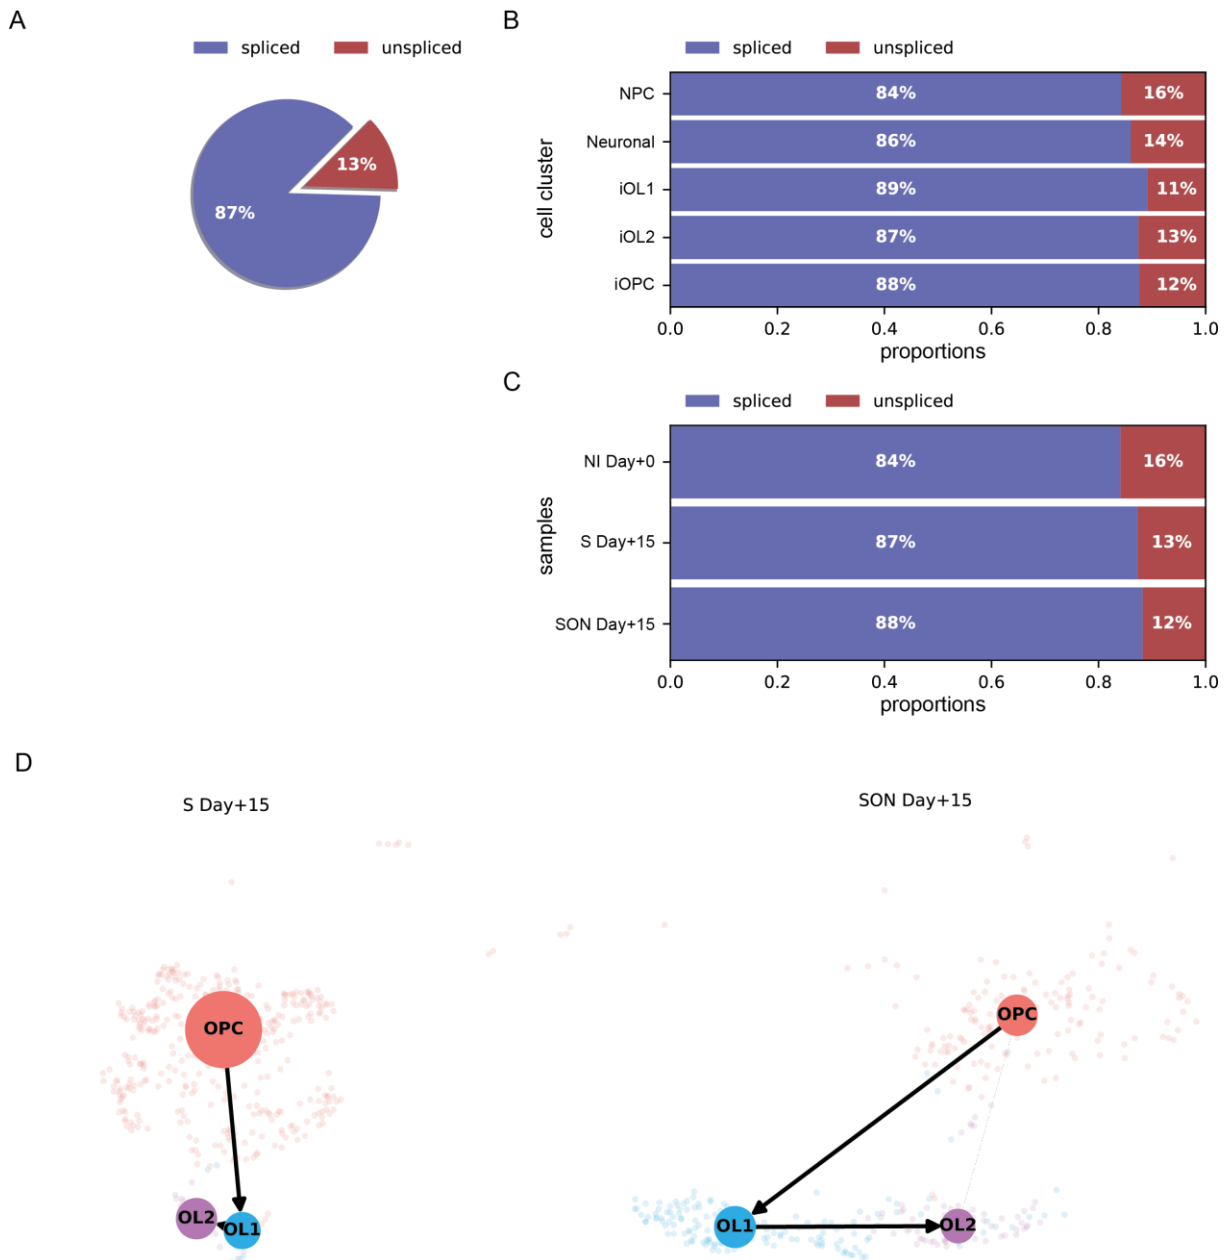 A
spliced unspliced
87%
13%
B
spliced unspliced
cell cluster
NPC 84% 16%
Neuronal 86% 14%
iOL1 89% 11%
iOL2 87% 13%
iOPC 88% 12%
0.0 0.2 0.4 0.6 0.8 1.0
proportions
C
spliced unspliced
samples
NI Day+0 84% 16%
S Day+15 87% 13%
SON Day+15 88% 12%
0.0 0.2 0.4 0.6 0.8 1.0
proportions
D
S Day+15
OPC
OL2 OL1
SON Day+15
OPC
OL1 OL2